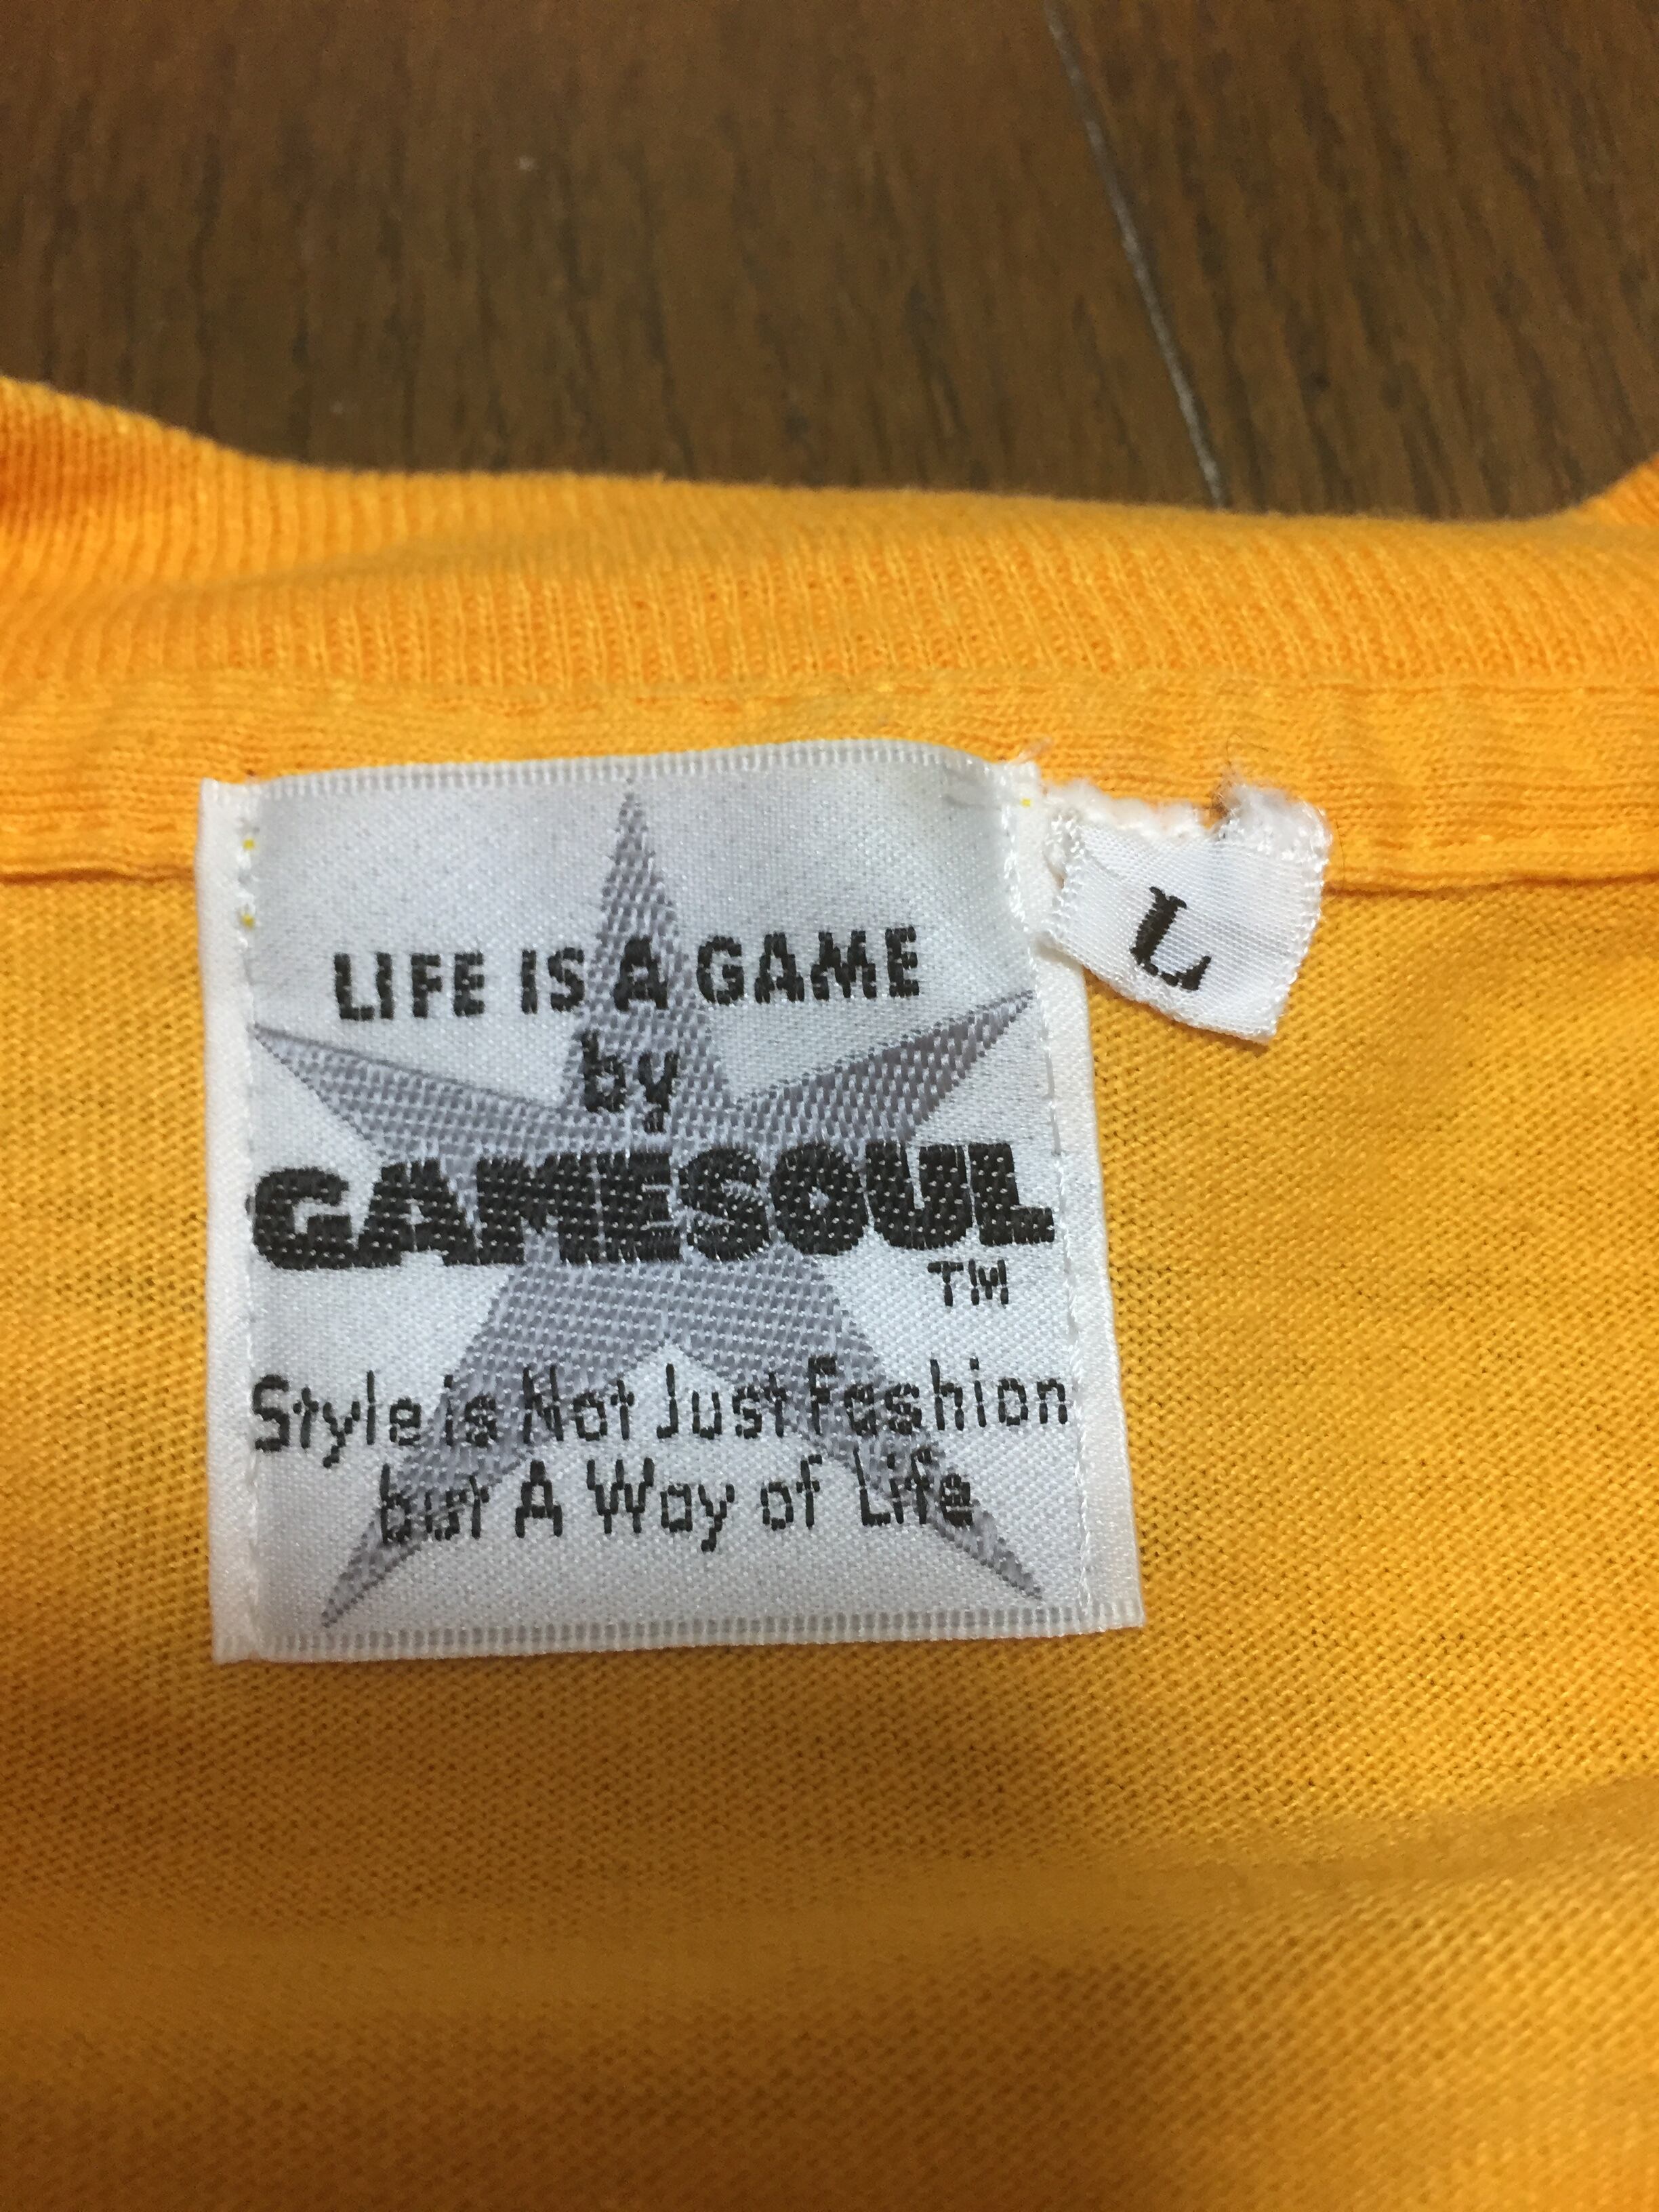 LIFE IS A GAME
by
GAMESOUL
TM
Style is Not Just Fashion
but A Way of Life
L